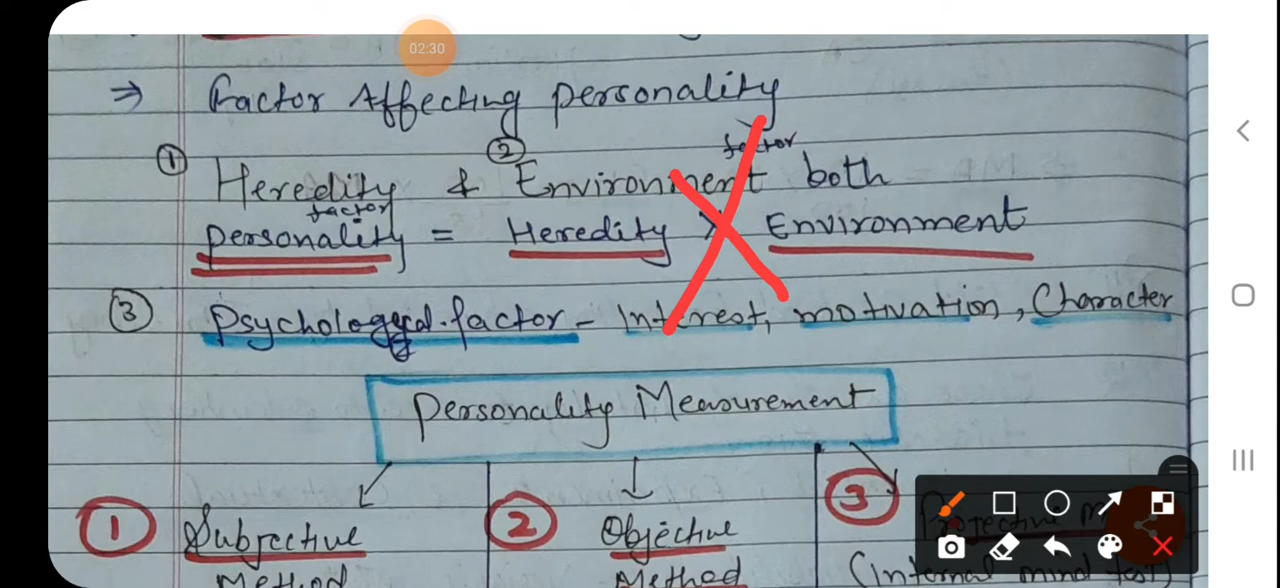 02:30
⇒ Factor Affecting personality
① Heredity factor & ② Environment factor both
personality = Heredity × Environment
③ Psychological factor - Interest, motivation, Character
Personality Measurement
① Subjective Method
② Objective Method
③ Projective
(internal mind test)